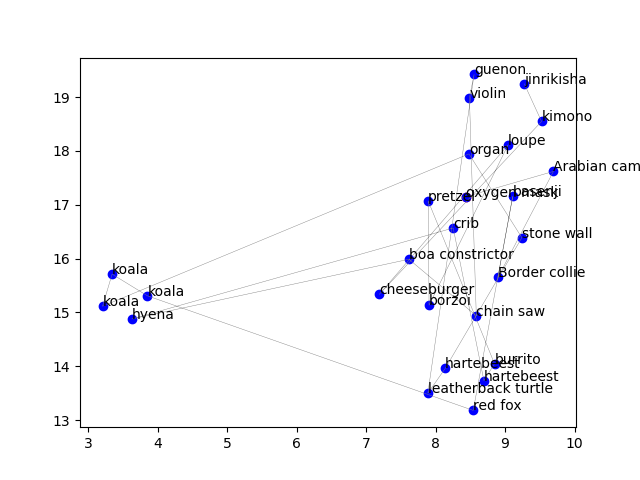 guenon
jinrikisha
violin
kimono
loupe
organ
Arabian cam
pretzel
oxygen mask
basenji
crib
stone wall
boa constrictor
koala
Border collie
cheeseburger
koala
borzoi
koala
hyena
chain saw
hartebeest
burrito
hartebeest
leatherback turtle
red fox
19
18
17
16
15
14
13
3 4 5 6 7 8 9 10